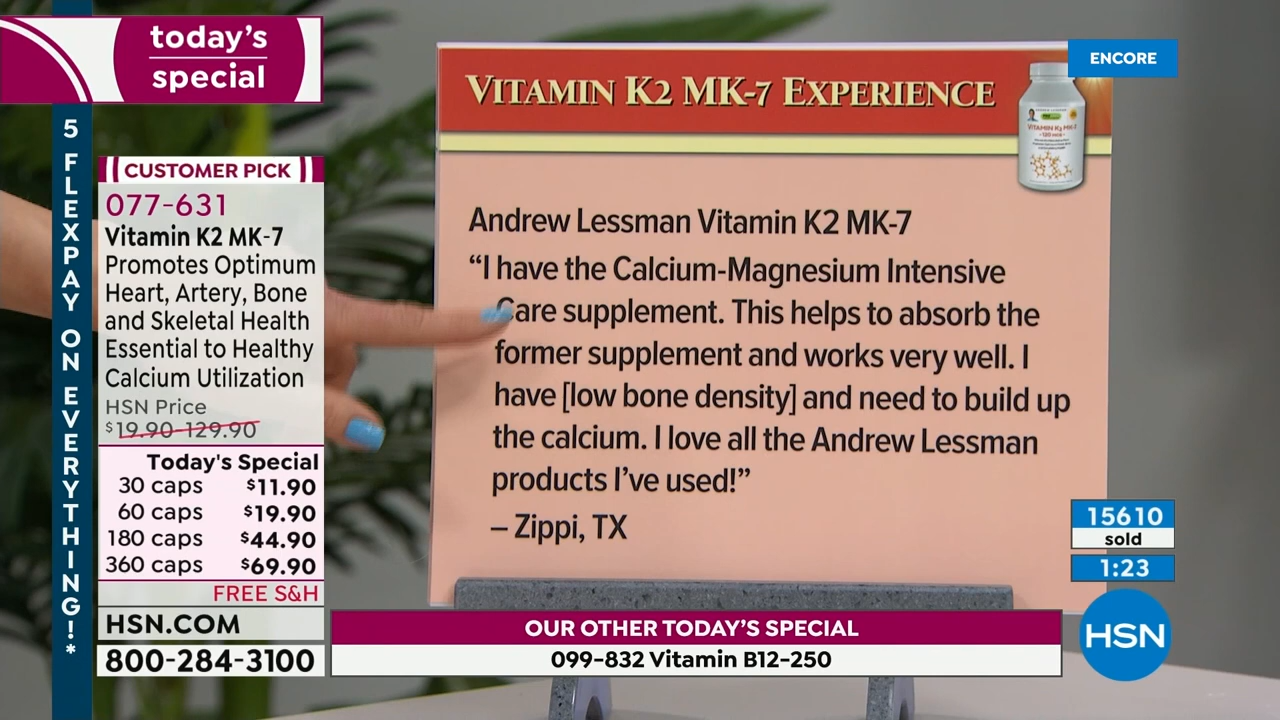 today's
special
5 FLEXPAY ON EVERYTHING!*
CUSTOMER PICK
077-631
Vitamin K2 MK-7
Promotes Optimum
Heart, Artery, Bone
and Skeletal Health
Essential to Healthy
Calcium Utilization
HSN Price
$19.90-129.90
Today's Special
30 caps $11.90
60 caps $19.90
180 caps $44.90
360 caps $69.90
FREE S&H
HSN.COM
800-284-3100
VITAMIN K2 MK-7 EXPERIENCE
VITAMIN K2 MK-7
Andrew Lessman Vitamin K2 MK-7
“I have the Calcium-Magnesium Intensive
Care supplement. This helps to absorb the
former supplement and works very well. I
have [low bone density] and need to build up
the calcium. I love all the Andrew Lessman
products I’ve used!”
– Zippi, TX
ENCORE
15610
sold
1:23
HSN
OUR OTHER TODAY'S SPECIAL
099-832 Vitamin B12-250